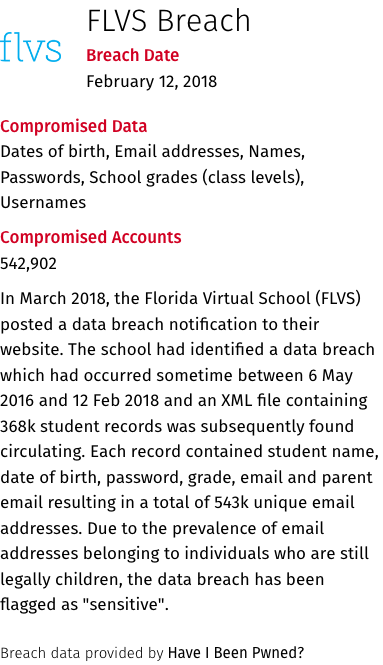 flvs
FLVS Breach
Breach Date
February 12, 2018
Compromised Data
Dates of birth, Email addresses, Names,
Passwords, School grades (class levels),
Usernames
Compromised Accounts
542,902
In March 2018, the Florida Virtual School (FLVS)
posted a data breach notification to their
website. The school had identified a data breach
which had occurred sometime between 6 May
2016 and 12 Feb 2018 and an XML file containing
368k student records was subsequently found
circulating. Each record contained student name,
date of birth, password, grade, email and parent
email resulting in a total of 543k unique email
addresses. Due to the prevalence of email
addresses belonging to individuals who are still
legally children, the data breach has been
flagged as "sensitive".
Breach data provided by Have I Been Pwned?